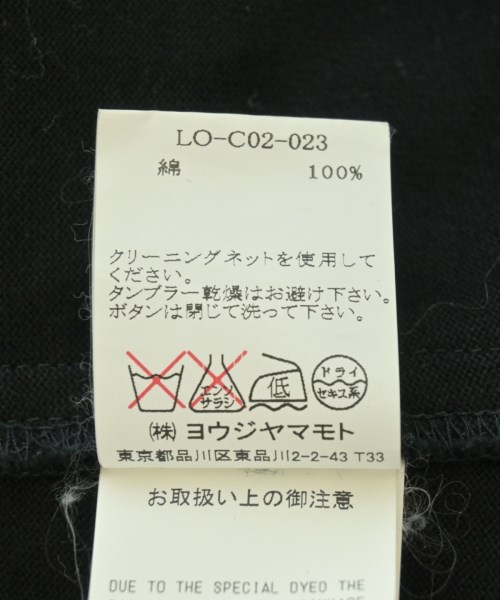 LO-C02-023
綿 100%
クリーニングネットを使用して
ください。
タンブラー乾燥はお避け下さい。
ボタンは閉じて洗って下さい。
エンソ
サラシ
低
ドライ
セキユ系
(株) ヨウジヤマモト
東京都品川区東品川2-2-43 T33
お取扱い上の御注意
DUE TO THE SPECIAL DYED THE